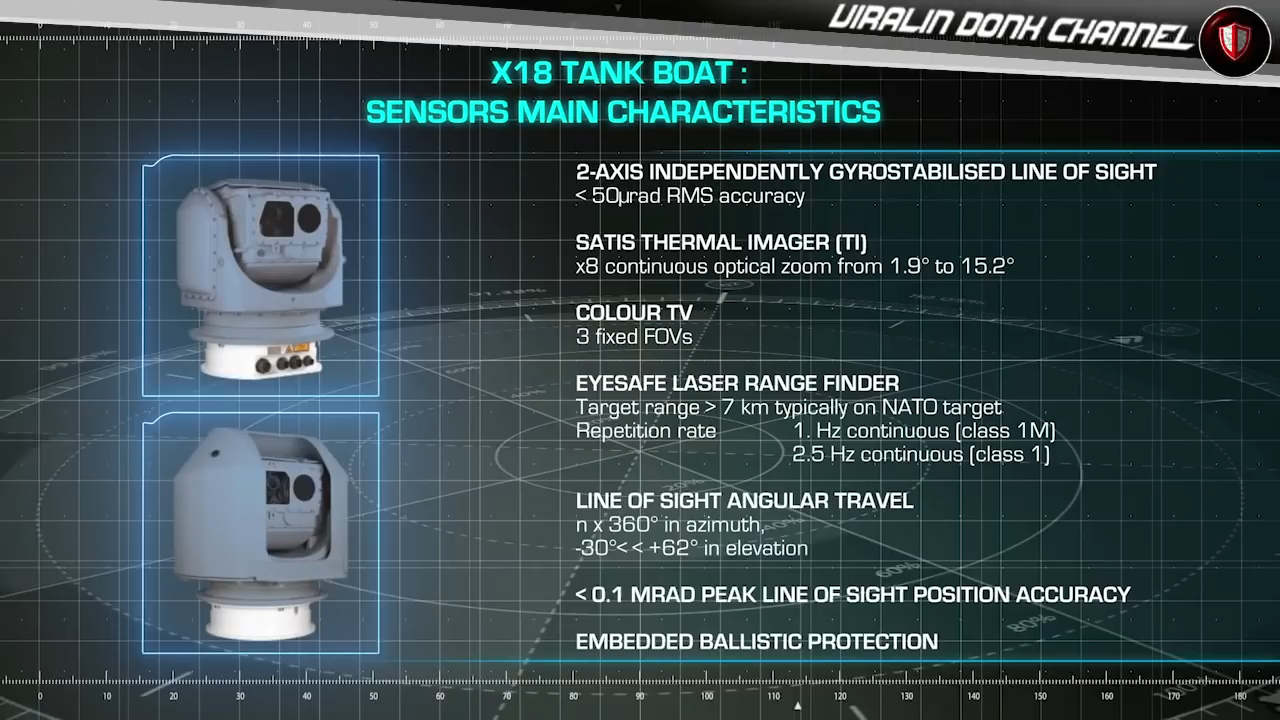 VIRALIN DONK CHANNEL
X18 TANK BOAT :
SENSORS MAIN CHARACTERISTICS
2-AXIS INDEPENDENTLY GYROSTABILISED LINE OF SIGHT
< 50µrad RMS accuracy
SATIS THERMAL IMAGER (TI)
x8 continuous optical zoom from 1.9° to 15.2°
COLOUR TV
3 fixed FOVs
EYESAFE LASER RANGE FINDER
Target range > 7 km typically on NATO target
Repetition rate 1. Hz continuous (class 1M)
2.5 Hz continuous (class 1)
LINE OF SIGHT ANGULAR TRAVEL
n x 360° in azimuth,
-30°< < +62° in elevation
< 0.1 MRAD PEAK LINE OF SIGHT POSITION ACCURACY
EMBEDDED BALLISTIC PROTECTION
20%
40%
60%
80%
0 10 20 30 40 50 60 70 80 90 100 110 120 130 140 150 160 170 180